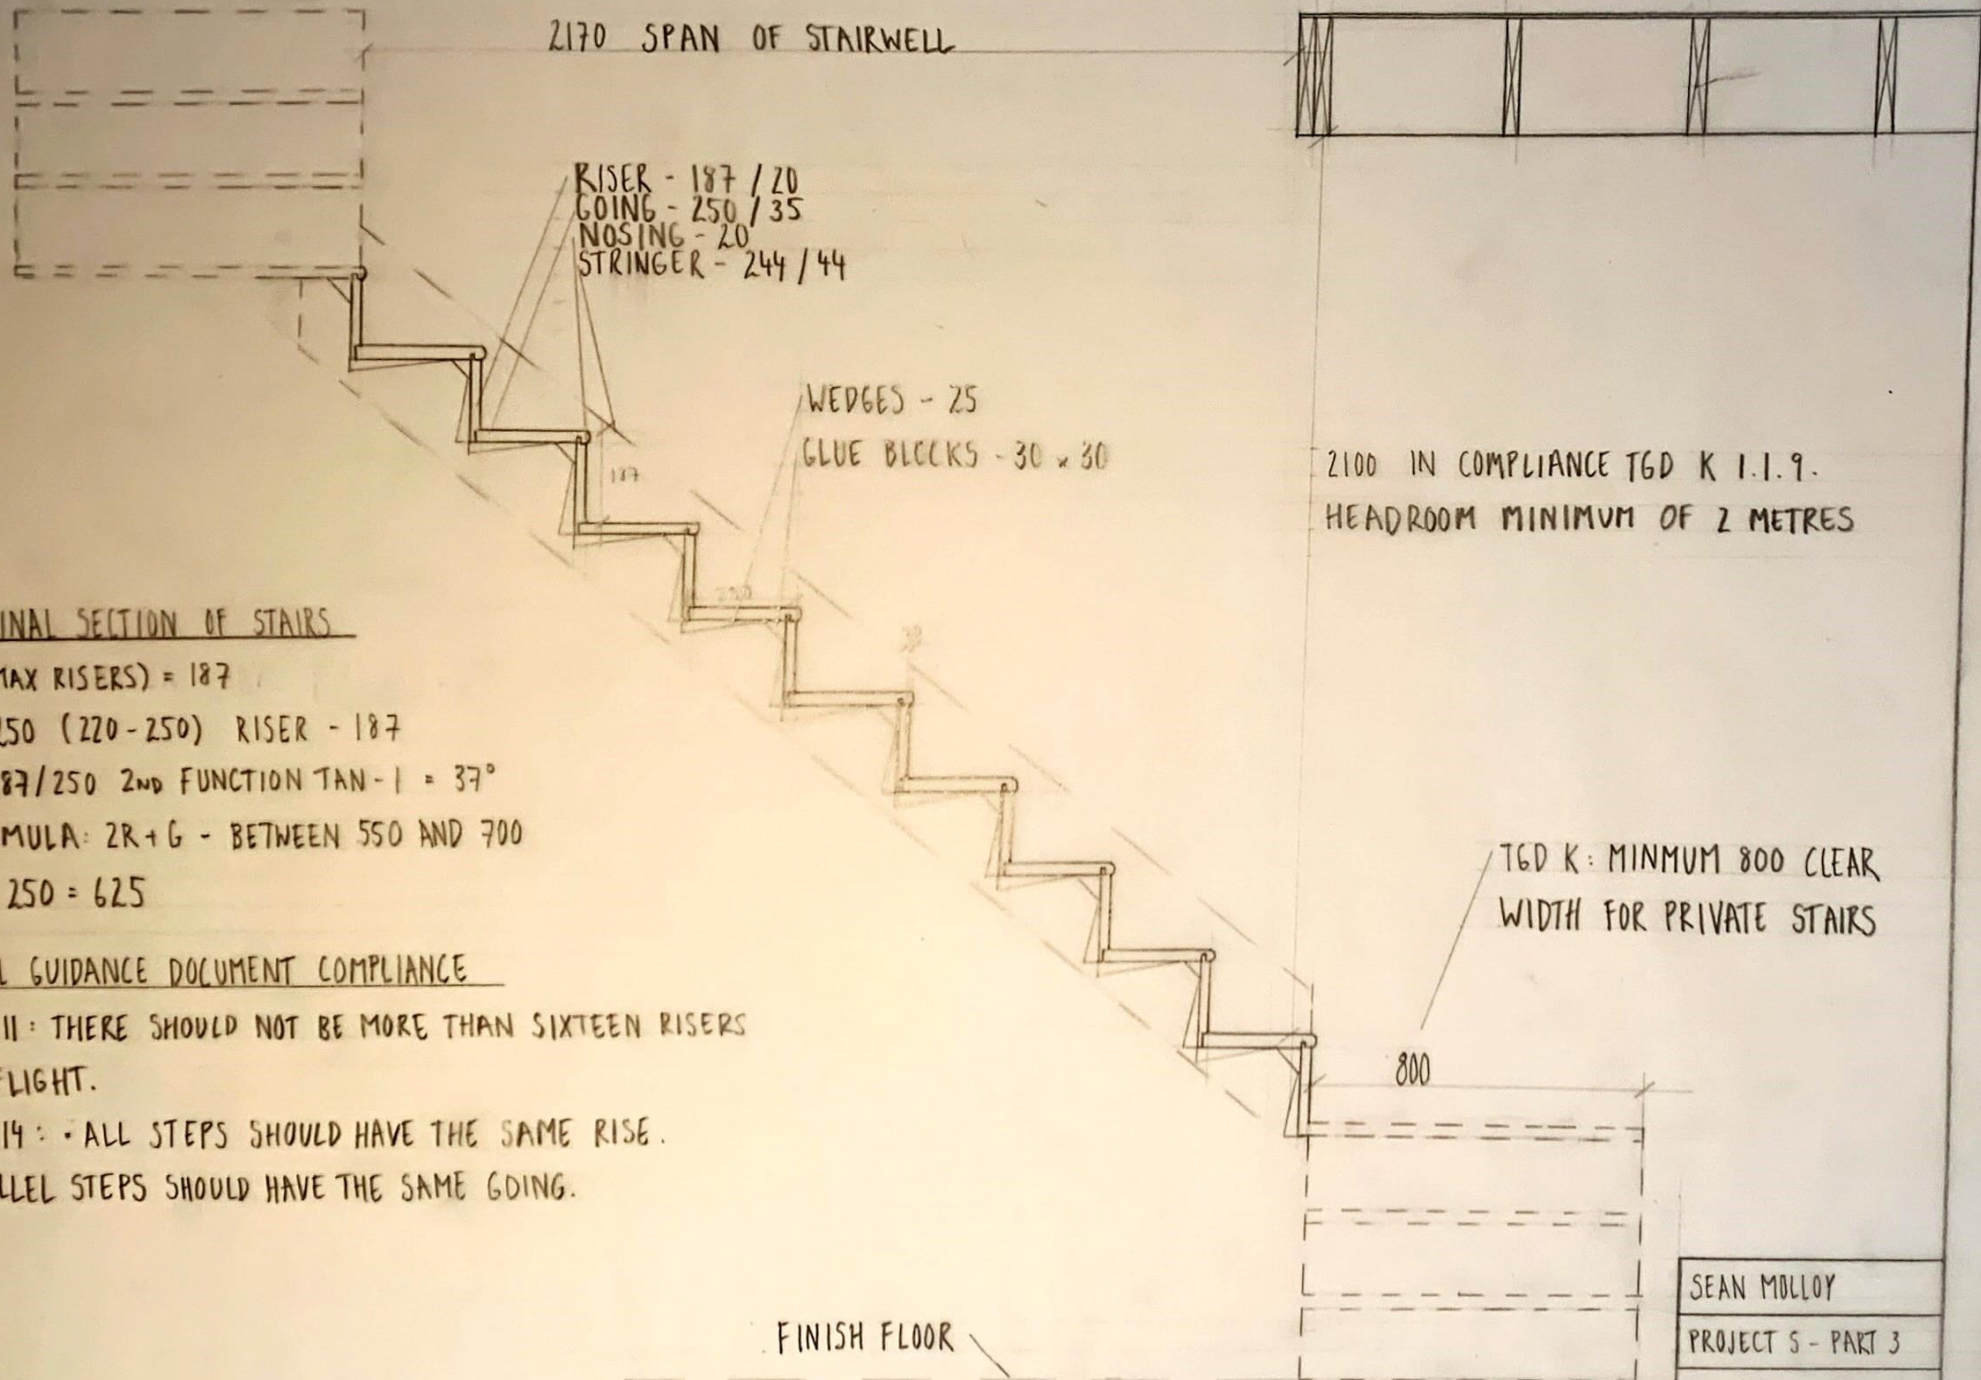 2170 SPAN OF STAIRWELL
RISER - 187 / 20
GOING - 250 / 35
NOSING - 20
STRINGER - 244 / 44
WEDGES - 25
GLUE BLOCKS - 30 x 30
187
250
2100 IN COMPLIANCE TGD K 1.1.9.
HEADROOM MINIMUM OF 2 METRES
INAL SECTION OF STAIRS
MAX RISERS) = 187
250 (220-250) RISER - 187
87/250 2ND FUNCTION TAN-1 = 37°
MULA: 2R+G - BETWEEN 550 AND 700
250 = 625
L GUIDANCE DOCUMENT COMPLIANCE
11 : THERE SHOULD NOT BE MORE THAN SIXTEEN RISERS
FLIGHT.
14 : • ALL STEPS SHOULD HAVE THE SAME RISE.
LLEL STEPS SHOULD HAVE THE SAME GOING.
TGD K: MINMUM 800 CLEAR
WIDTH FOR PRIVATE STAIRS
800
FINISH FLOOR
SEAN MOLLOY
PROJECT 5 - PART 3